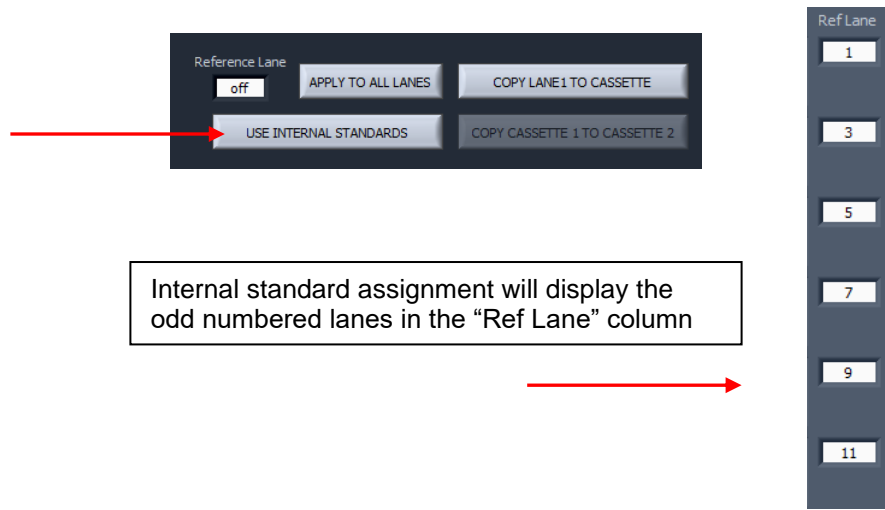 Reference Lane
off
APPLY TO ALL LANES
COPY LANE1 TO CASSETTE
USE INTERNAL STANDARDS
COPY CASSETTE 1 TO CASSETTE 2
Internal standard assignment will display the
odd numbered lanes in the “Ref Lane” column
Ref Lane
1
3
5
7
9
11